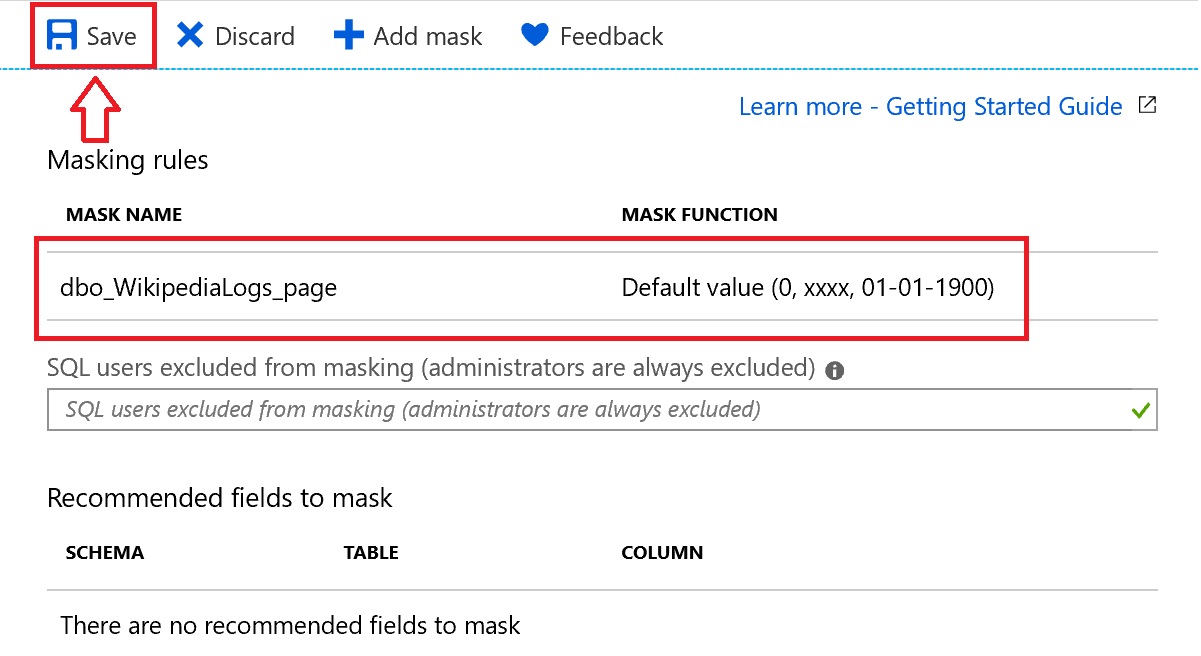 Save Discard Add mask Feedback
Learn more - Getting Started Guide
Masking rules
MASK NAME MASK FUNCTION
dbo_WikipediaLogs_page Default value (0, xxxx, 01-01-1900)
SQL users excluded from masking (administrators are always excluded)
SQL users excluded from masking (administrators are always excluded)
Recommended fields to mask
SCHEMA TABLE COLUMN
There are no recommended fields to mask